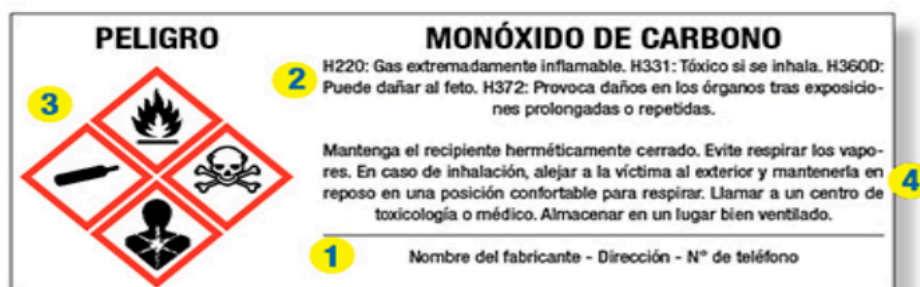 PELIGRO
MONÓXIDO DE CARBONO
2
H220: Gas extremadamente inflamable. H331: Tóxico si se inhala. H360D:
Puede dañar al feto. H372: Provoca daños en los órganos tras exposicio-
nes prolongadas o repetidas.
3
Mantenga el recipiente herméticamente cerrado. Evite respirar los vapo-
res. En caso de inhalación, alejar a la víctima al exterior y mantenerla en
reposo en una posición confortable para respirar. Llamar a un centro de
toxicología o médico. Almacenar en un lugar bien ventilado.
4
1
Nombre del fabricante - Dirección - N° de teléfono